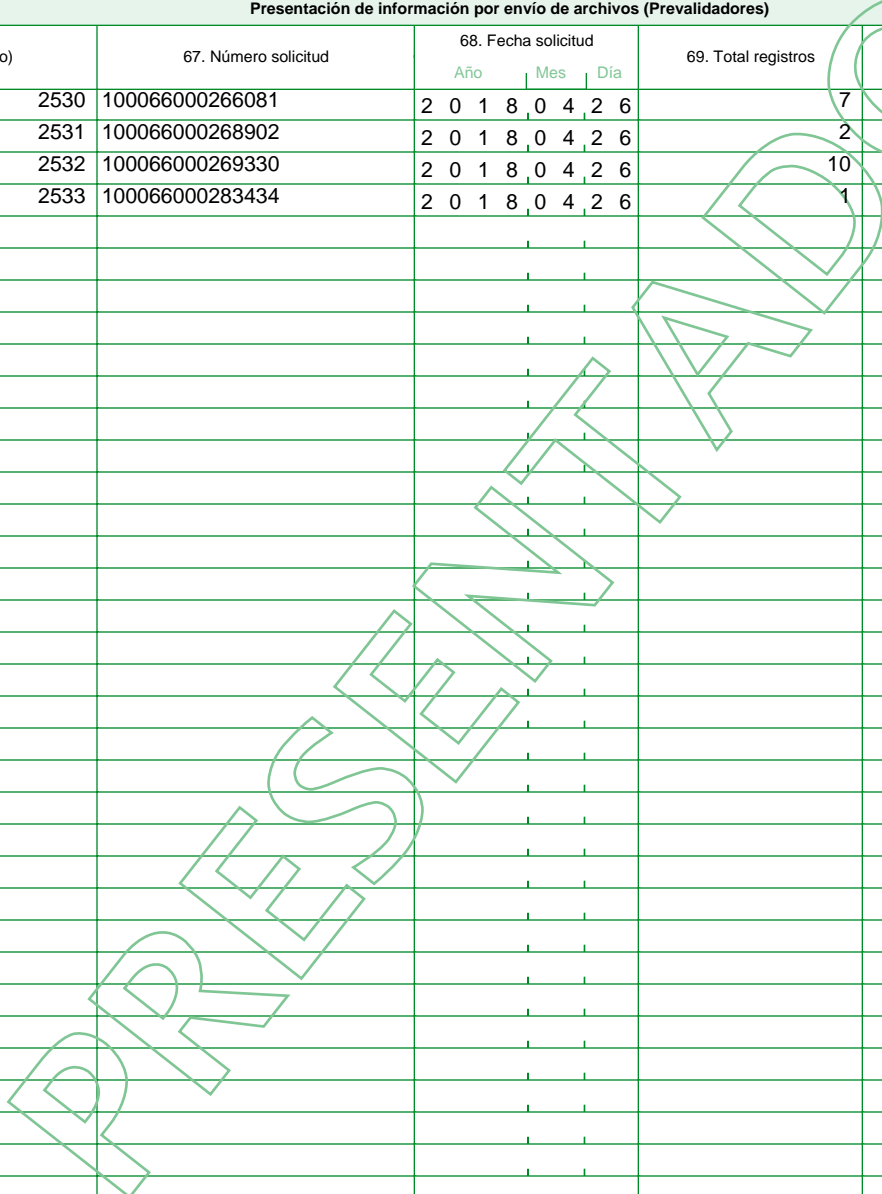 Presentación de información por envío de archivos (Prevalidadores)
o) 67. Número solicitud 68. Fecha solicitud 69. Total registros
Año Mes Día
2530 100066000266081 2 0 1 8 0 4 2 6 7
2531 100066000268902 2 0 1 8 0 4 2 6 2
2532 100066000269330 2 0 1 8 0 4 2 6 10
2533 100066000283434 2 0 1 8 0 4 2 6 1
PRESENTADO